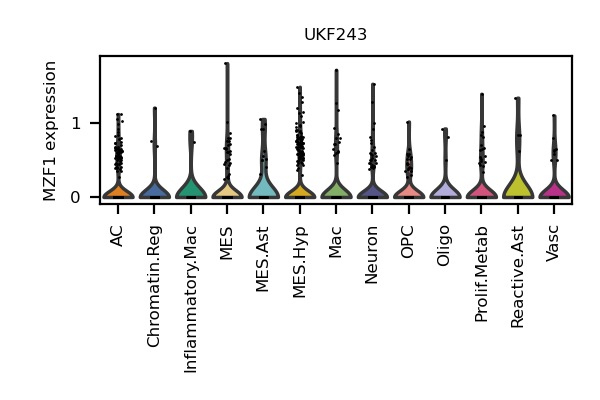 UKF243
MZF1 expression
1
0
AC
Chromatin.Reg
Inflammatory.Mac
MES
MES.Ast
MES.Hyp
Mac
Neuron
OPC
Oligo
Prolif.Metab
Reactive.Ast
Vasc